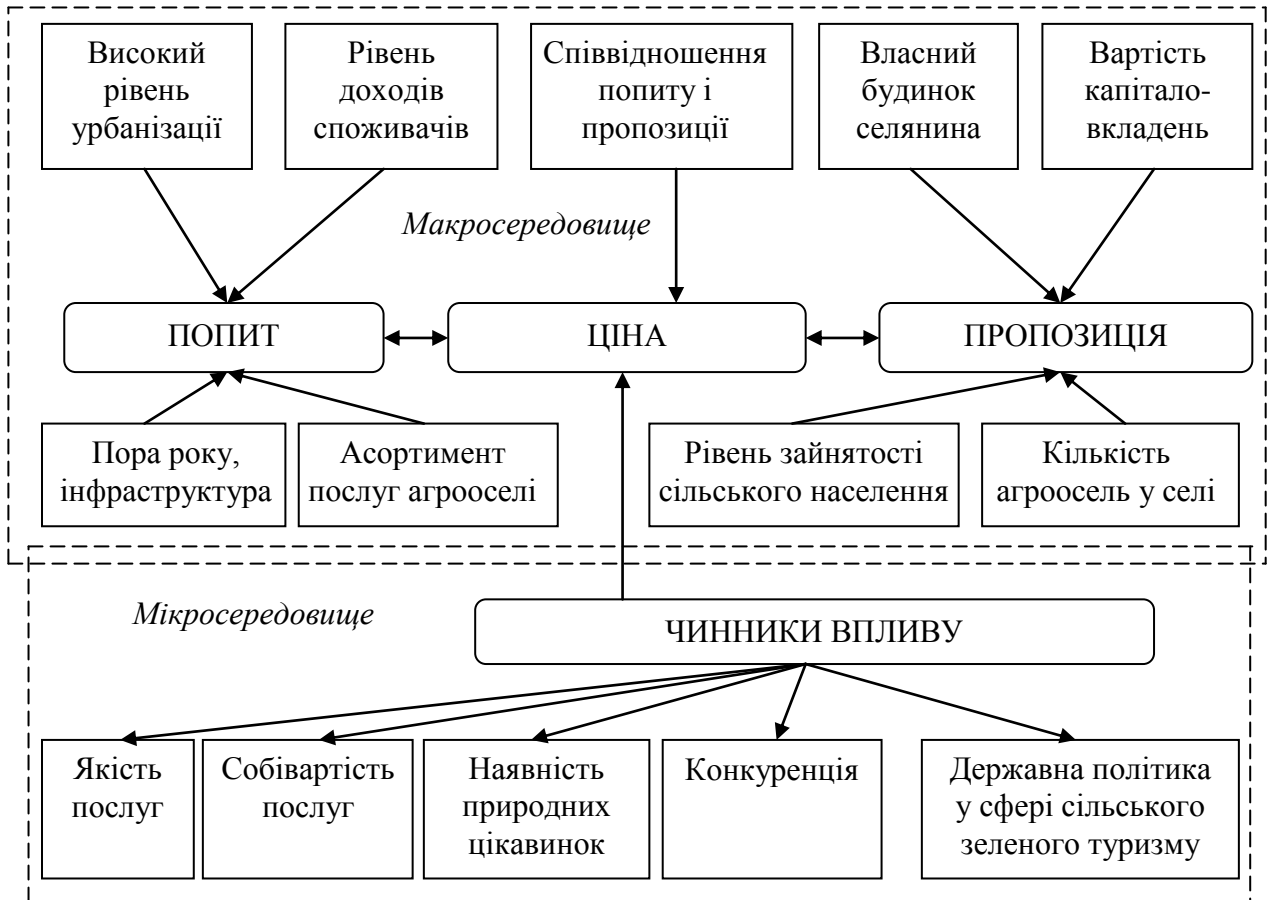 Високий
рівень
урбанізації
Рівень
доходів
споживачів
Співвідношення
попиту і
пропозиції
Власний
будинок
селянина
Вартість
капітало-
вкладень
Макросередовище
ПОПИТ
ЦІНА
ПРОПОЗИЦІЯ
Пора року,
інфраструктура
Асортимент
послуг агрооселі
Рівень зайнятості
сільського населення
Кількість
агроосель у селі
Мікросередовище
ЧИННИКИ ВПЛИВУ
Якість
послуг
Собівартість
послуг
Наявність
природних
цікавинок
Конкуренція
Державна політика
у сфері сільського
зеленого туризму